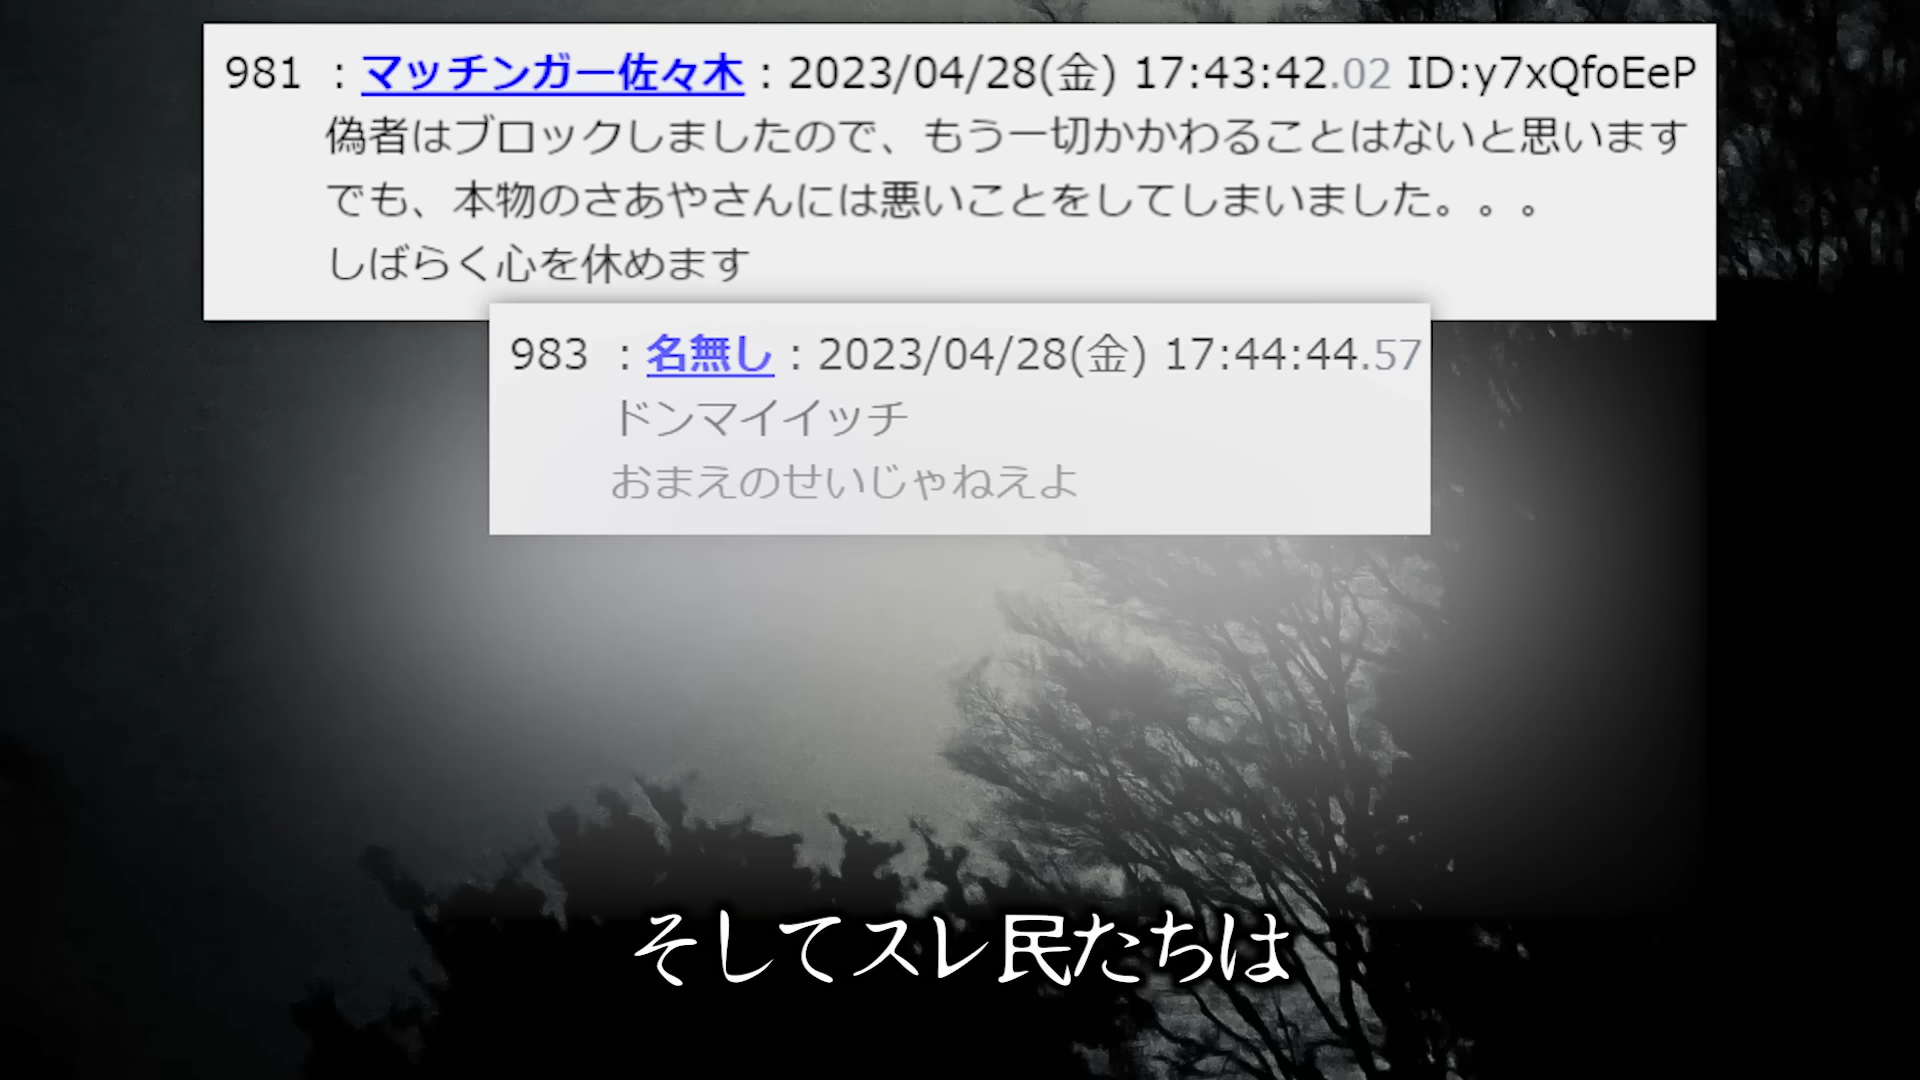 981 ：マッチンガー佐々木：2023/04/28(金) 17:43:42.02 ID:y7xQfoEeP
偽者はブロックしましたので、もう一切かかわることはないと思います
でも、本物のさあやさんには悪いことをしてしまいました。。。
しばらく心を休めます
983 ：名無し：2023/04/28(金) 17:44:44.57
ドンマイイッチ
おまえのせいじゃねえよ
そしてスレ民たちは